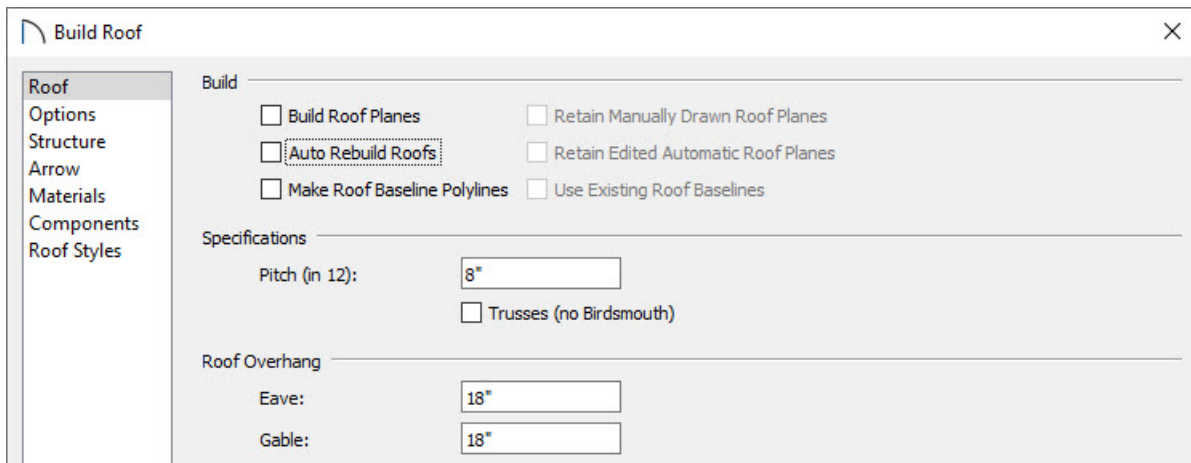 Build Roof
Roof
Options
Structure
Arrow
Materials
Components
Roof Styles
Build
Build Roof Planes
Retain Manually Drawn Roof Planes
Auto Rebuild Roofs
Retain Edited Automatic Roof Planes
Make Roof Baseline Polylines
Use Existing Roof Baselines
Specifications
Pitch (in 12): 8"
Trusses (no Birdsmouth)
Roof Overhang
Eave: 18"
Gable: 18"